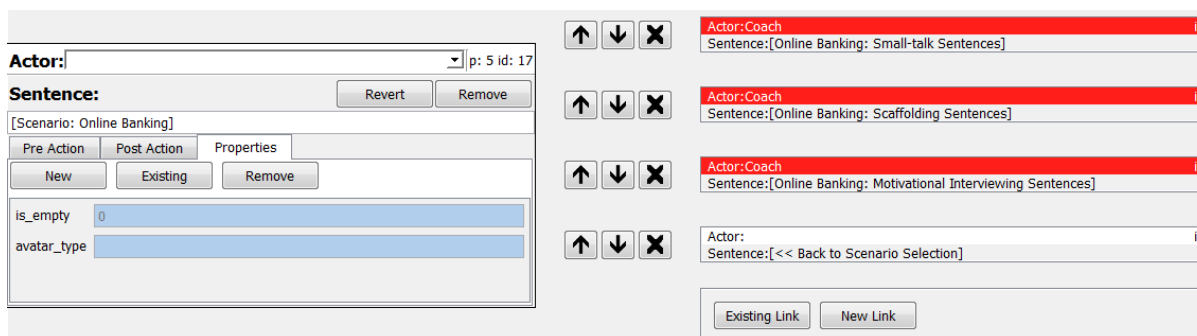 Actor: p: 5 id: 17
Sentence: Revert Remove
[Scenario: Online Banking]
Pre Action Post Action Properties
New Existing Remove
is_empty 0
avatar_type
Actor:Coach i
Sentence:[Online Banking: Small-talk Sentences]
Actor:Coach i
Sentence:[Online Banking: Scaffolding Sentences]
Actor:Coach i
Sentence:[Online Banking: Motivational Interviewing Sentences]
Actor: i
Sentence:[<< Back to Scenario Selection]
Existing Link New Link